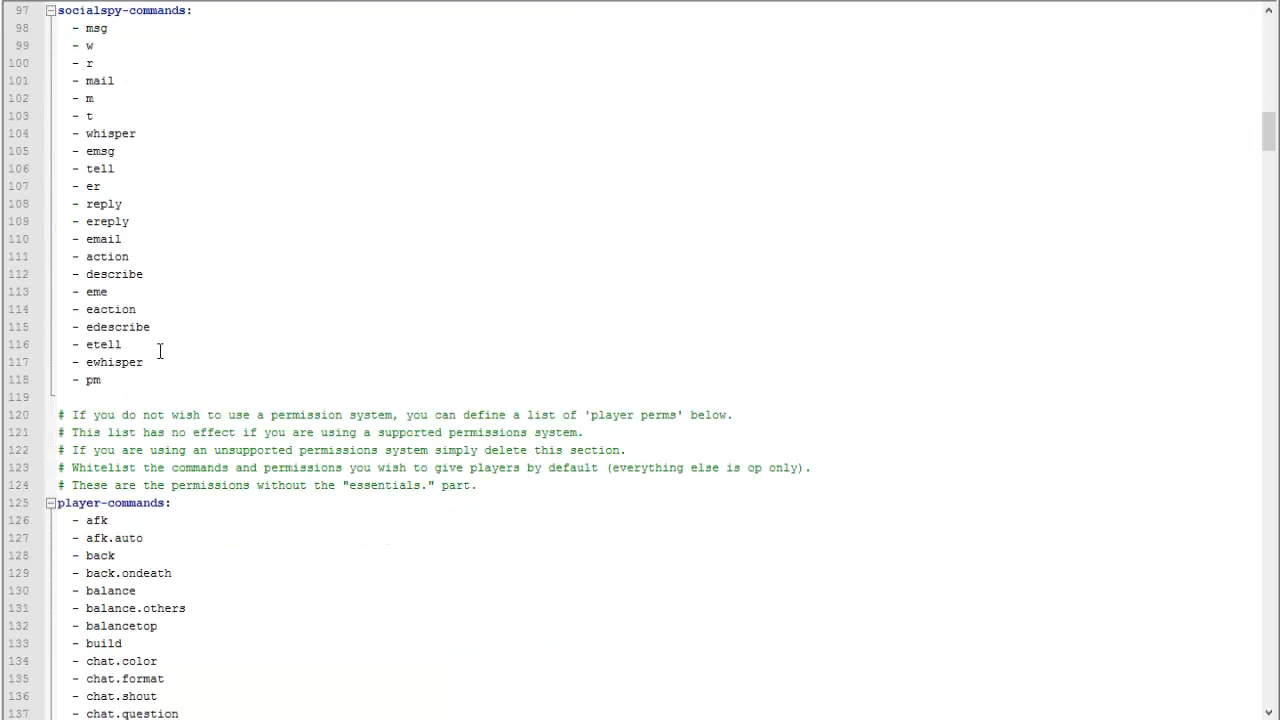 97 socialspy-commands:
98 - msg
99 - w
100 - r
101 - mail
102 - m
103 - t
104 - whisper
105 - emsg
106 - tell
107 - er
108 - reply
109 - ereply
110 - email
111 - action
112 - describe
113 - eme
114 - eaction
115 - edescribe
116 - etell
117 - ewhisper
118 - pm
119
120 # If you do not wish to use a permission system, you can define a list of 'player perms' below.
121 # This list has no effect if you are using a supported permissions system.
122 # If you are using an unsupported permissions system simply delete this section.
123 # Whitelist the commands and permissions you wish to give players by default (everything else is op only).
124 # These are the permissions without the "essentials." part.
125 player-commands:
126 - afk
127 - afk.auto
128 - back
129 - back.ondeath
130 - balance
131 - balance.others
132 - balancetop
133 - build
134 - chat.color
135 - chat.format
136 - chat.shout
137 - chat.question